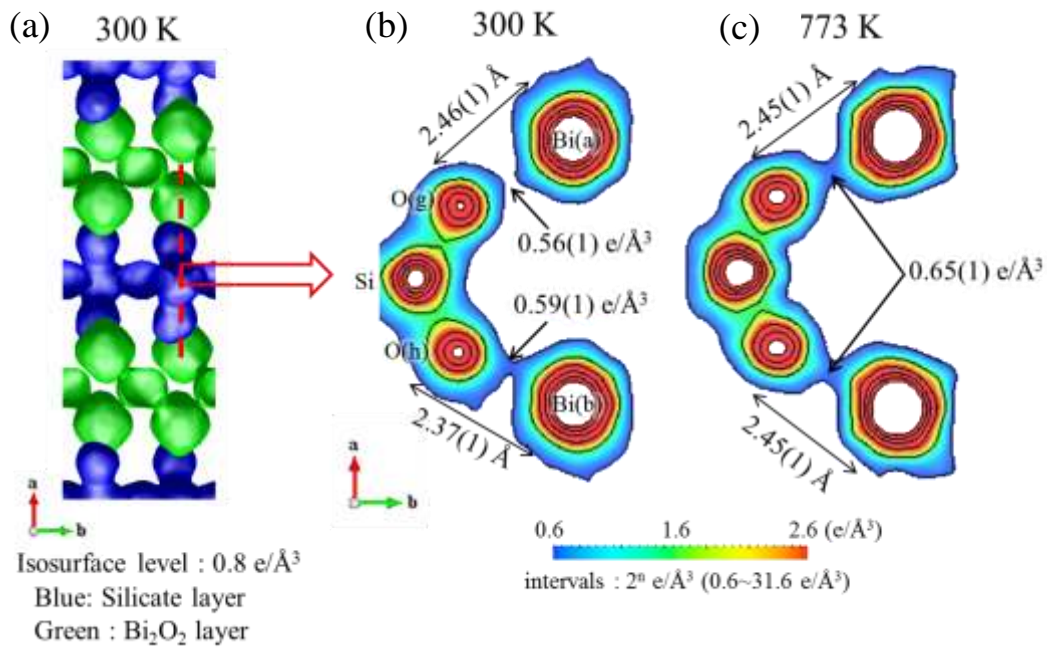 (a)
300 K
a
b
Isosurface level : 0.8 e/Å³
Blue: Silicate layer
Green : Bi₂O₂ layer
(b)
300 K
2.46(1) Å
Bi(a)
O(g)
0.56(1) e/Å³
Si
0.59(1) e/Å³
O(h)
Bi(b)
2.37(1) Å
a
b
(c)
773 K
2.45(1) Å
0.65(1) e/Å³
2.45(1) Å
0.6 1.6 2.6 (e/Å³)
intervals : 2ⁿ e/Å³ (0.6~31.6 e/Å³)